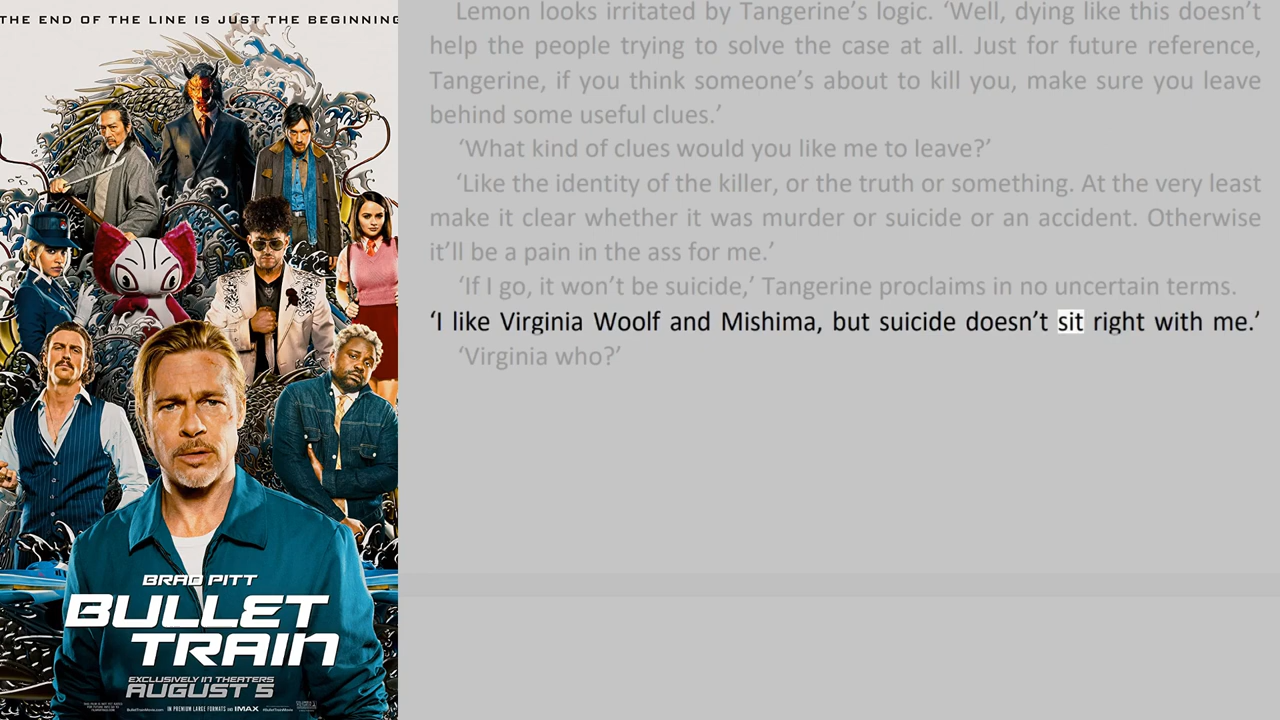 THE END OF THE LINE IS JUST THE BEGINNING
BRAD PITT
BULLET
TRAIN
EXCLUSIVELY IN THEATERS
AUGUST 5
BulletTrainMovie.com
IN PREMIUM LARGE FORMATS AND IMAX
#BulletTrainMovie
Lemon looks irritated by Tangerine’s logic. ‘Well, dying like this doesn’t
help the people trying to solve the case at all. Just for future reference,
Tangerine, if you think someone’s about to kill you, make sure you leave
behind some useful clues.’
‘What kind of clues would you like me to leave?’
‘Like the identity of the killer, or the truth or something. At the very least
make it clear whether it was murder or suicide or an accident. Otherwise
it’ll be a pain in the ass for me.’
‘If I go, it won’t be suicide,’ Tangerine proclaims in no uncertain terms.
‘I like Virginia Woolf and Mishima, but suicide doesn’t sit right with me.’
‘Virginia who?’